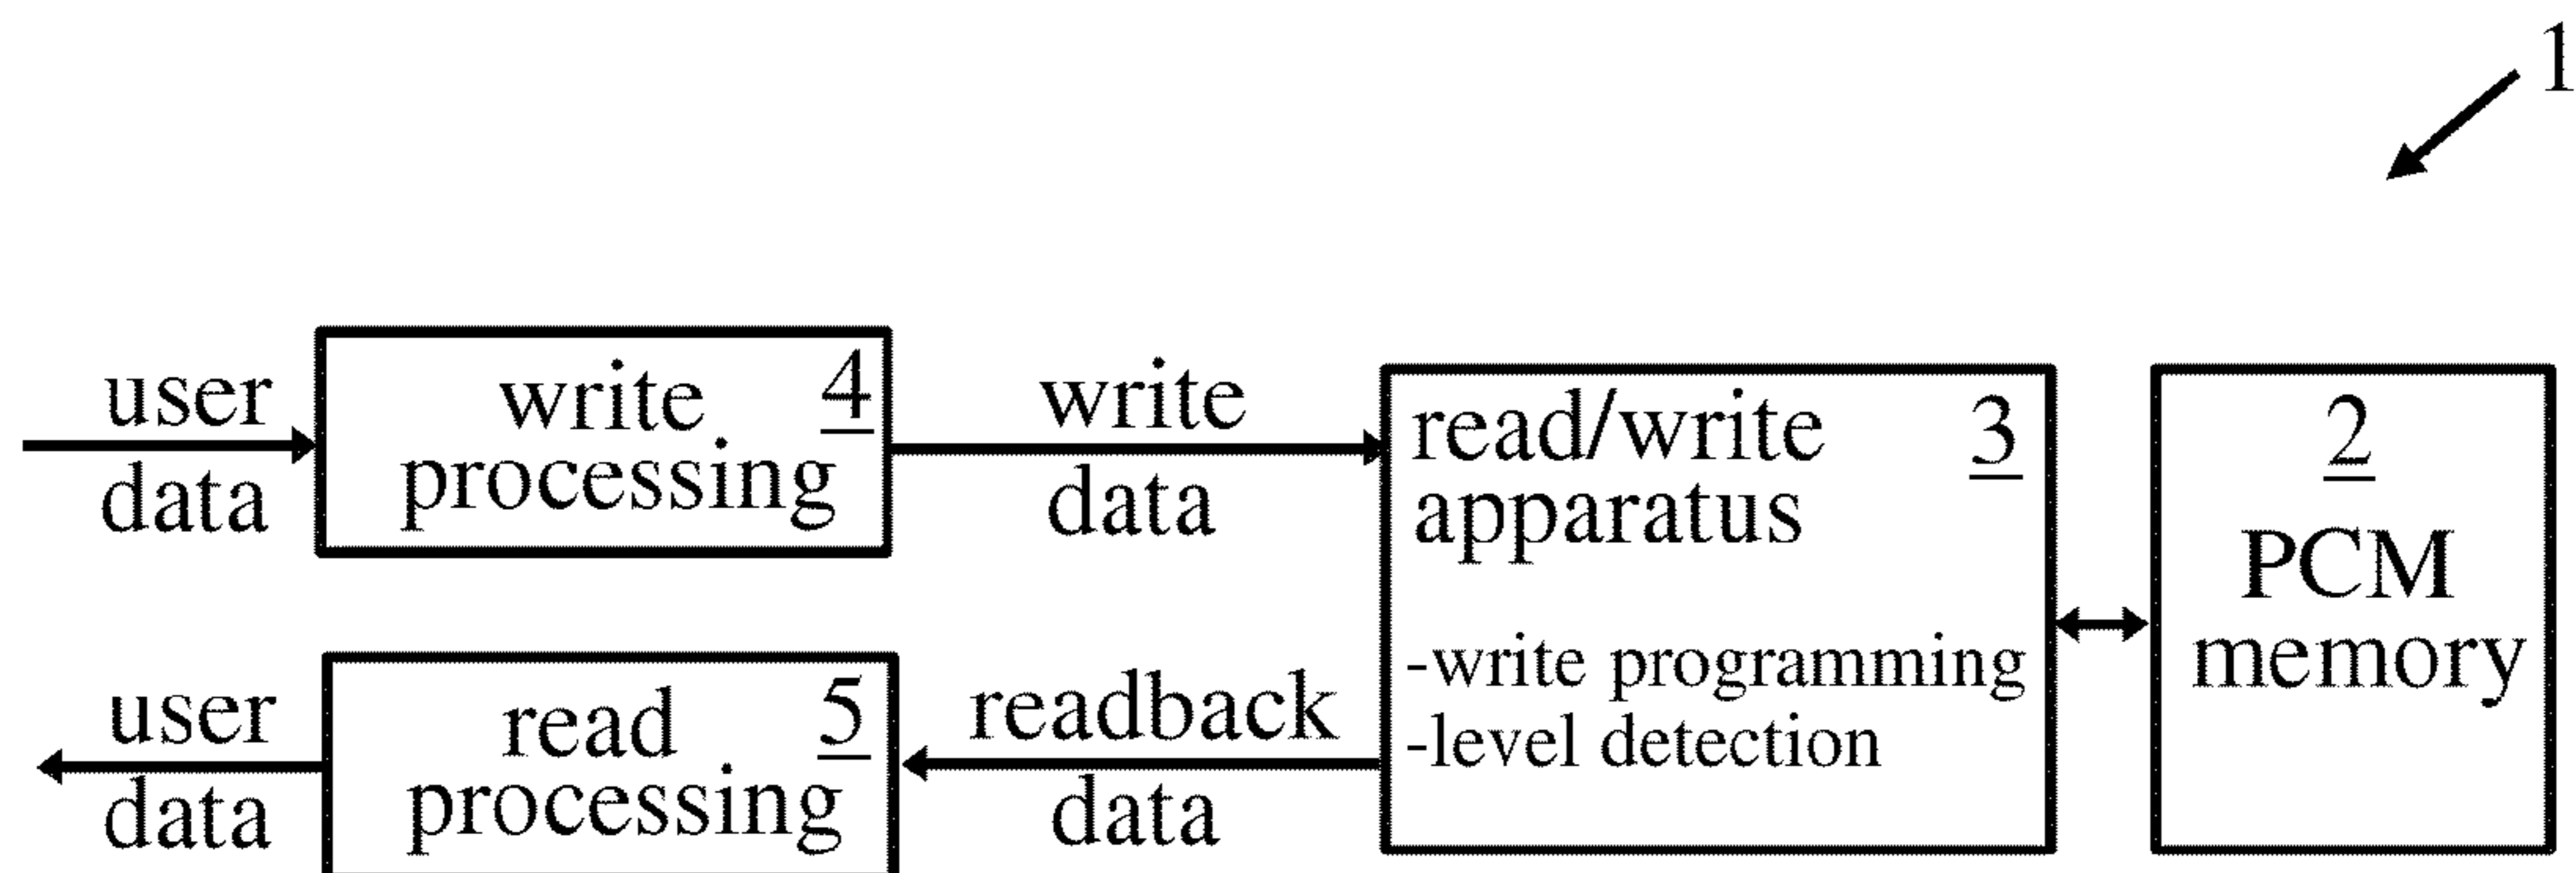 1
user
data
write 4
processing
write
data
read/write 3
apparatus
-write programming
-level detection
2
PCM
memory
user
data
read 5
processing
readback
data